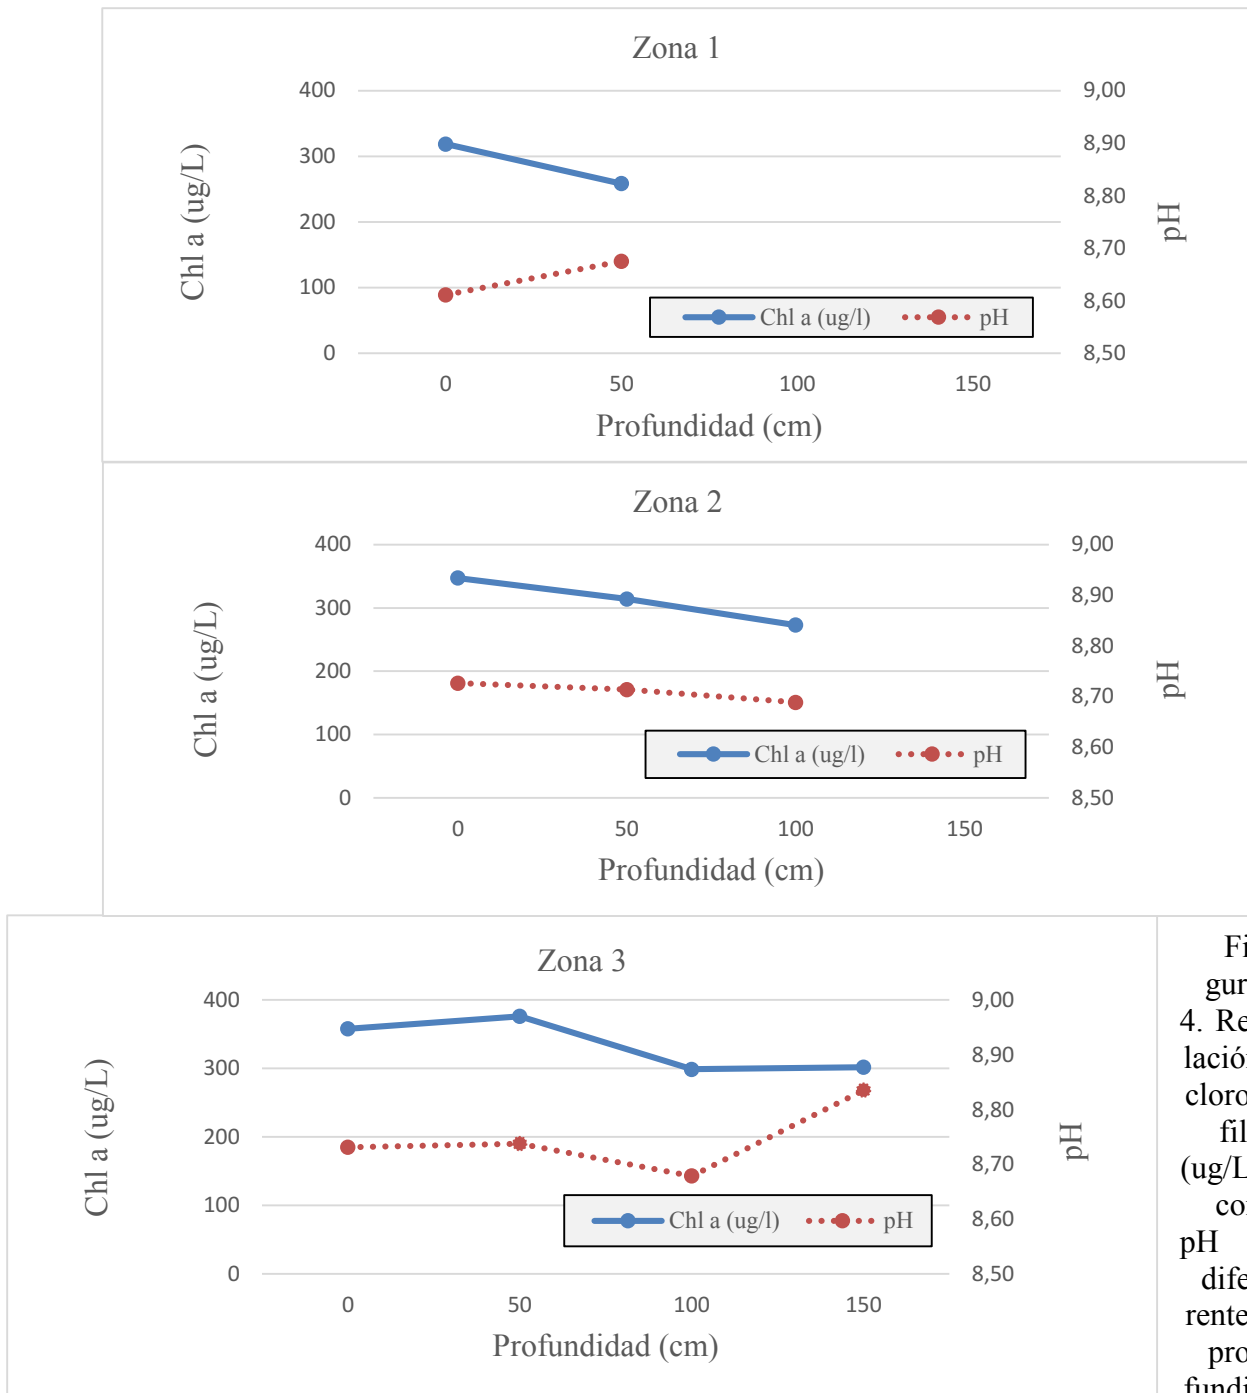 Zona 1
400
300
200
100
0
9,00
8,90
8,80
8,70
8,60
8,50
Chl a (ug/L)
pH
Chl a (ug/l) pH
0 50 100 150
Profundidad (cm)
Zona 2
400
300
200
100
0
9,00
8,90
8,80
8,70
8,60
8,50
Chl a (ug/L)
pH
Chl a (ug/l) pH
0 50 100 150
Profundidad (cm)
Zona 3
400
300
200
100
0
9,00
8,90
8,80
8,70
8,60
8,50
Chl a (ug/L)
pH
Chl a (ug/l) pH
0 50 100 150
Profundidad (cm)
Fi
gur
4. Re
lación
cloro
fil
(ug/L
co
pH
dife
rente
pro
fundi